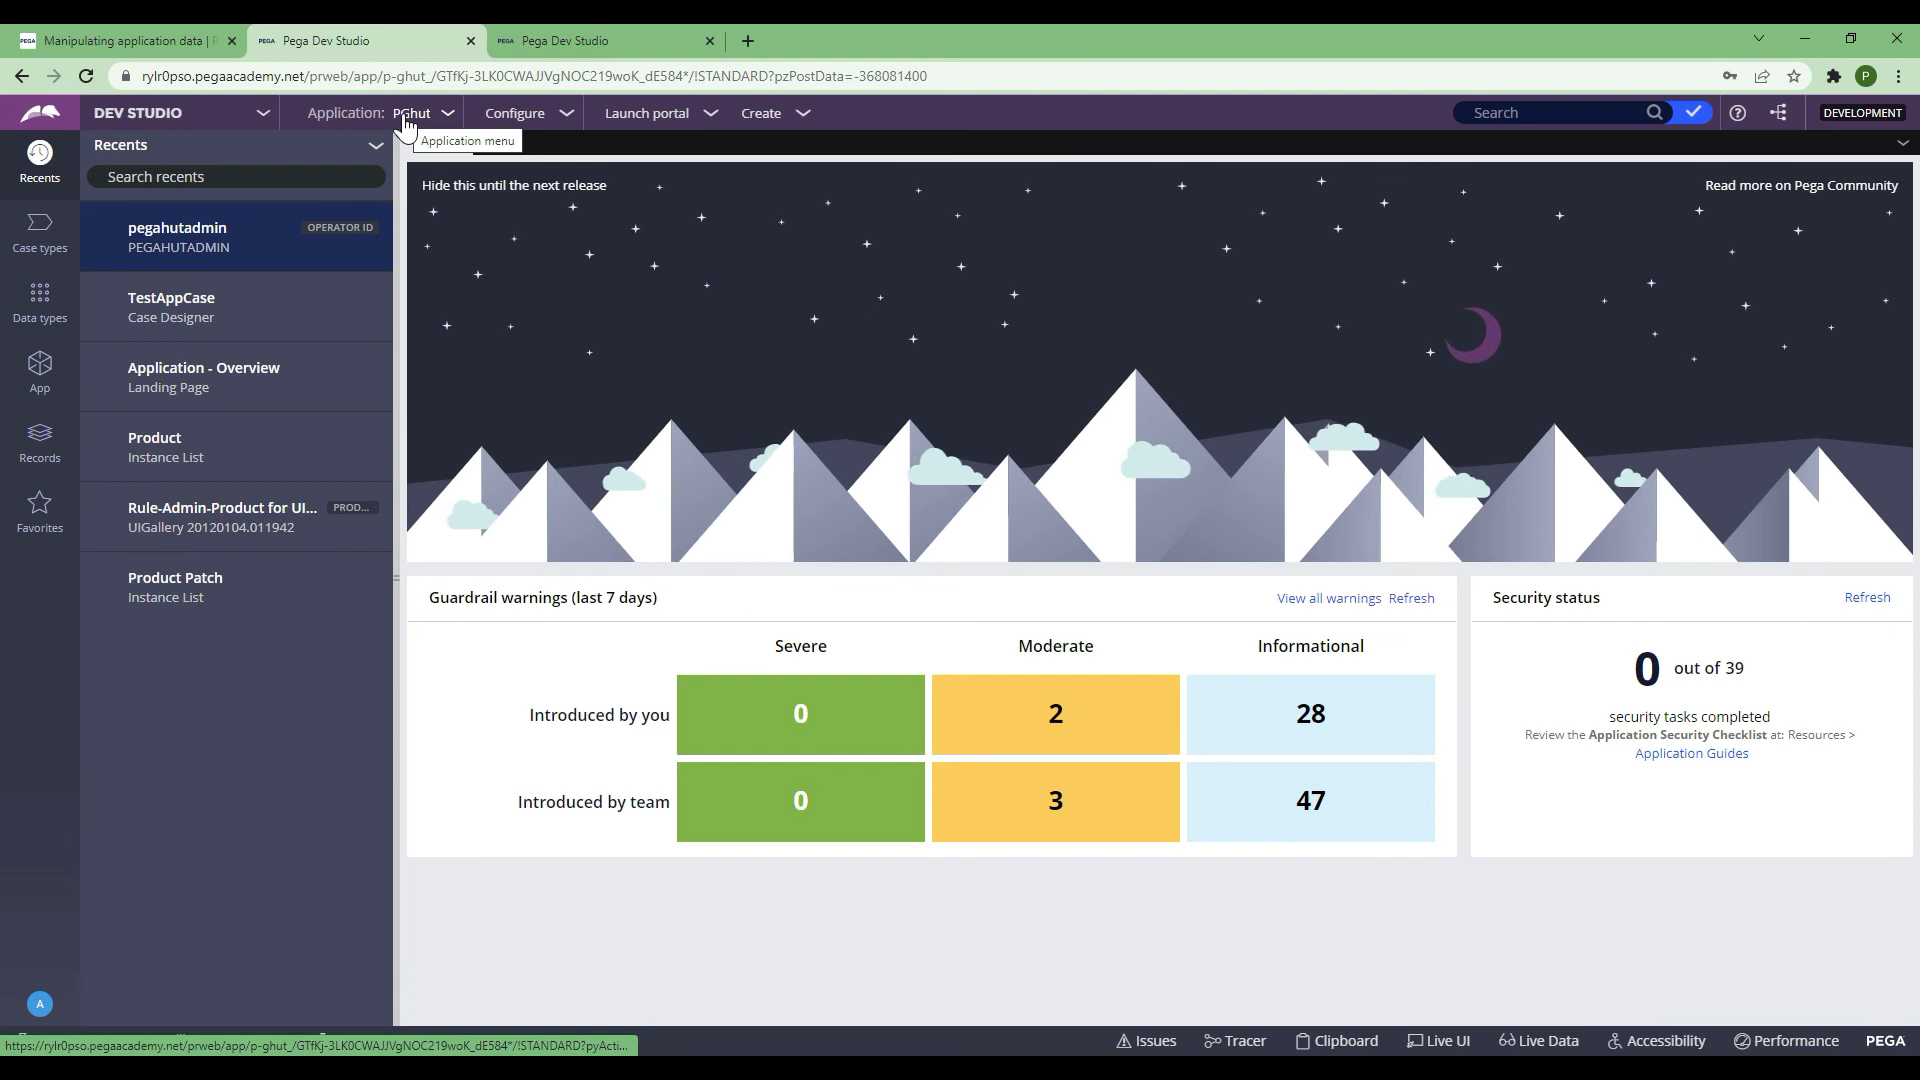 PEGA Manipulating application data | P
PEGA Pega Dev Studio
PEGA Pega Dev Studio
rylr0pso.pegaacademy.net/prweb/app/p-ghut_/GTfKj-3LK0CWAJJVgNOC219woK_dE584*/!STANDARD?pzPostData=-368081400
P
DEV STUDIO
Application: PGhut
Configure
Launch portal
Create
Search
DEVELOPMENT
Application menu
Recents
Search recents
Recents
Case types
Data types
App
Records
Favorites
A
pegahutadmin OPERATOR ID
PEGAHUTADMIN
TestAppCase
Case Designer
Application - Overview
Landing Page
Product
Instance List
Rule-Admin-Product for UI... PROD...
UIGallery 20120104.011942
Product Patch
Instance List
Hide this until the next release
Read more on Pega Community
Guardrail warnings (last 7 days)
View all warnings Refresh
Severe Moderate Informational
Introduced by you 0 2 28
Introduced by team 0 3 47
Security status Refresh
0 out of 39
security tasks completed
Review the Application Security Checklist at: Resources >
Application Guides
https://rylr0pso.pegaacademy.net/prweb/app/p-ghut_/GTfKj-3LK0CWAJJVgNOC219woK_dE584*/!STANDARD?pyActi...
Issues Tracer Clipboard Live UI Live Data Accessibility Performance PEGA